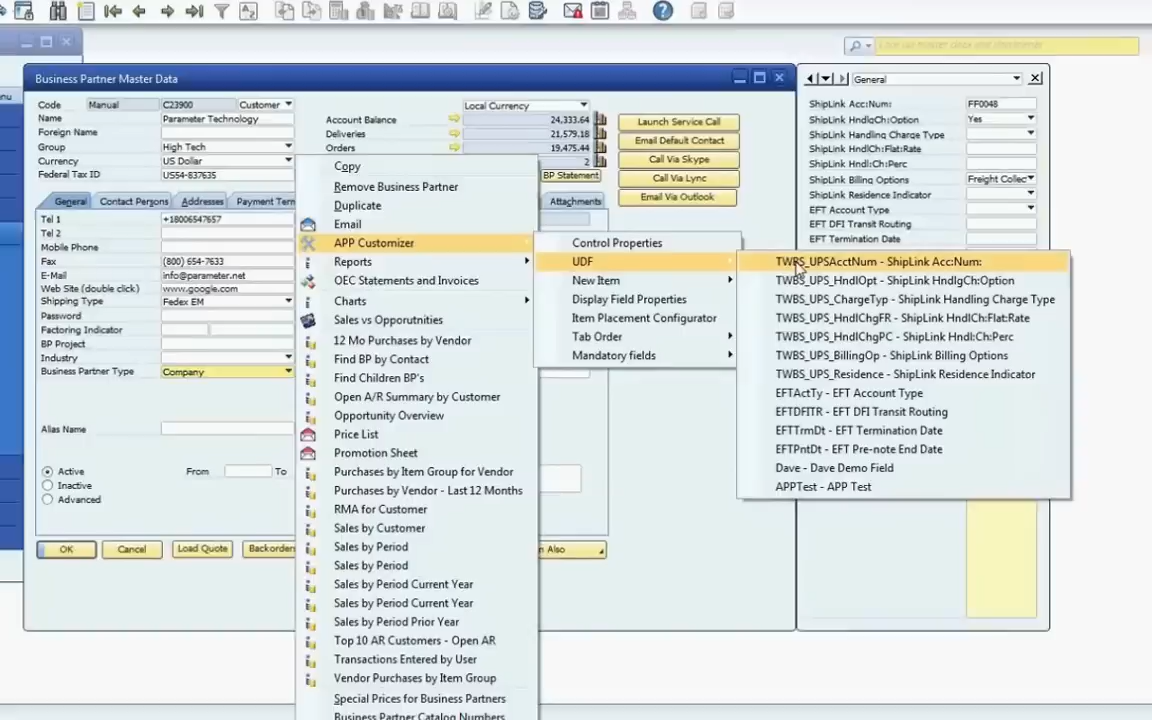 Business Partner Master Data
Code Manual C23900 Customer
Name Parameter Technology
Foreign Name
Group High Tech
Currency US Dollar
Federal Tax ID US54-837635
Local Currency
Account Balance 24,333.64
Deliveries 21,579.18
Orders 19,475.44
2
BP Statement
Launch Service Call
Email Default Contact
Call Via Skype
Call Via Lync
Email Via Outlook
General Contact Persons Addresses Payment Term Attachments
Tel 1 +18006547657
Tel 2
Mobile Phone
Fax (800) 654-7633
E-Mail info@parameter.net
Web Site (double click) www.google.com
Shipping Type Fedex EM
Password
Factoring Indicator
BP Project
Industry
Business Partner Type Company
Alias Name
Active From To
Inactive
Advanced
OK Cancel Load Quote Backorders n Also
Copy
Remove Business Partner
Duplicate
Email
APP Customizer
Reports
OEC Statements and Invoices
Charts
Sales vs Opporutnities
12 Mo Purchases by Vendor
Find BP by Contact
Find Children BP's
Open A/R Summary by Customer
Opportunity Overview
Price List
Promotion Sheet
Purchases by Item Group for Vendor
Purchases by Vendor - Last 12 Months
RMA for Customer
Sales by Customer
Sales by Period
Sales by Period
Sales by Period Current Year
Sales by Period Current Year
Sales by Period Prior Year
Top 10 AR Customers - Open AR
Transactions Entered by User
Vendor Purchases by Item Group
Special Prices for Business Partners
Business Partner Catalog Numbers
Control Properties
UDF
New Item
Display Field Properties
Item Placement Configurator
Tab Order
Mandatory fields
TWBS_UPSAcctNum - ShipLink Acc:Num:
TWBS_UPS_HndlOpt - ShipLink HndlgCh:Option
TWBS_UPS_ChargeTyp - ShipLink Handling Charge Type
TWBS_UPS_HndlChgFR - ShipLink HndlCh:Flat:Rate
TWBS_UPS_HndlChgPC - ShipLink Hndl:Ch:Perc
TWBS_UPS_BillingOp - ShipLink Billing Options
TWBS_UPS_Residence - ShipLink Residence Indicator
EFTActTy - EFT Account Type
EFTDFITR - EFT DFI Transit Routing
EFTTrmDt - EFT Termination Date
EFTPntDt - EFT Pre-note End Date
Dave - Dave Demo Field
APPTest - APP Test
General
ShipLink Acc:Num: FF0048
ShipLink HndlgCh:Option Yes
ShipLink Handling Charge Type
ShipLink HndlCh:Flat:Rate
ShipLink Hndl:Ch:Perc
ShipLink Billing Options Freight Collec
ShipLink Residence Indicator
EFT Account Type
EFT DFI Transit Routing
EFT Termination Date